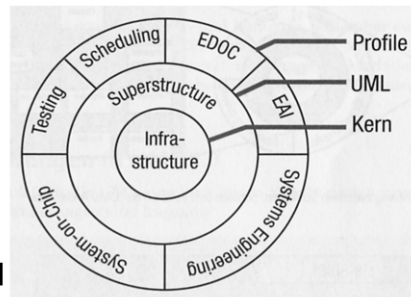 Scheduling
EDOC
Profile
Testing
Superstructure
UML
EAI
Kern
Infra-
structure
System-on-Chip
Systems Engineering